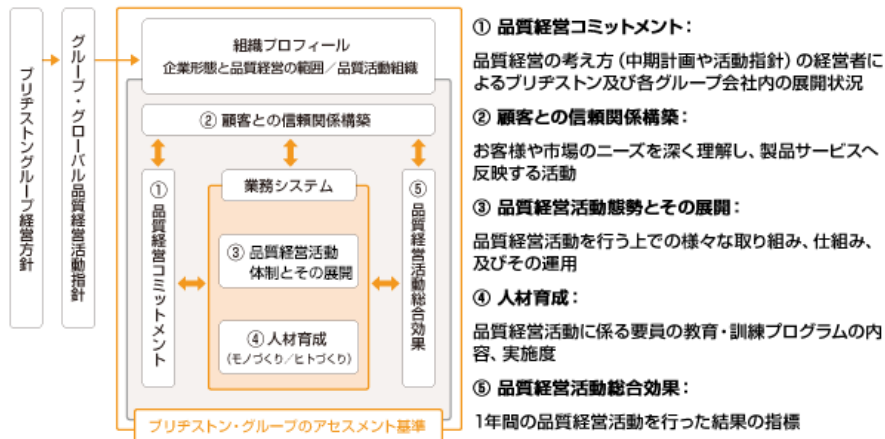 ブリヂストングループ経営方針
グループ・グローバル品質経営活動指針
組織プロフィール
企業形態と品質経営の範囲／品質活動組織
② 顧客との信頼関係構築
① 品質経営コミットメント
業務システム
③ 品質経営活動
体制とその展開
④ 人材育成
（モノづくり／ヒトづくり）
⑤ 品質経営活動総合効果
ブリヂストン・グループのアセスメント基準
① 品質経営コミットメント：
品質経営の考え方（中期計画や活動指針）の経営者に
よるブリヂストン及び各グループ会社内の展開状況
② 顧客との信頼関係構築：
お客様や市場のニーズを深く理解し、製品サービスへ
反映する活動
③ 品質経営活動態勢とその展開：
品質経営活動を行う上での様々な取り組み、仕組み、
及びその運用
④ 人材育成：
品質経営活動に係る要員の教育・訓練プログラムの内
容、実施度
⑤ 品質経営活動総合効果：
1年間の品質経営活動を行った結果の指標